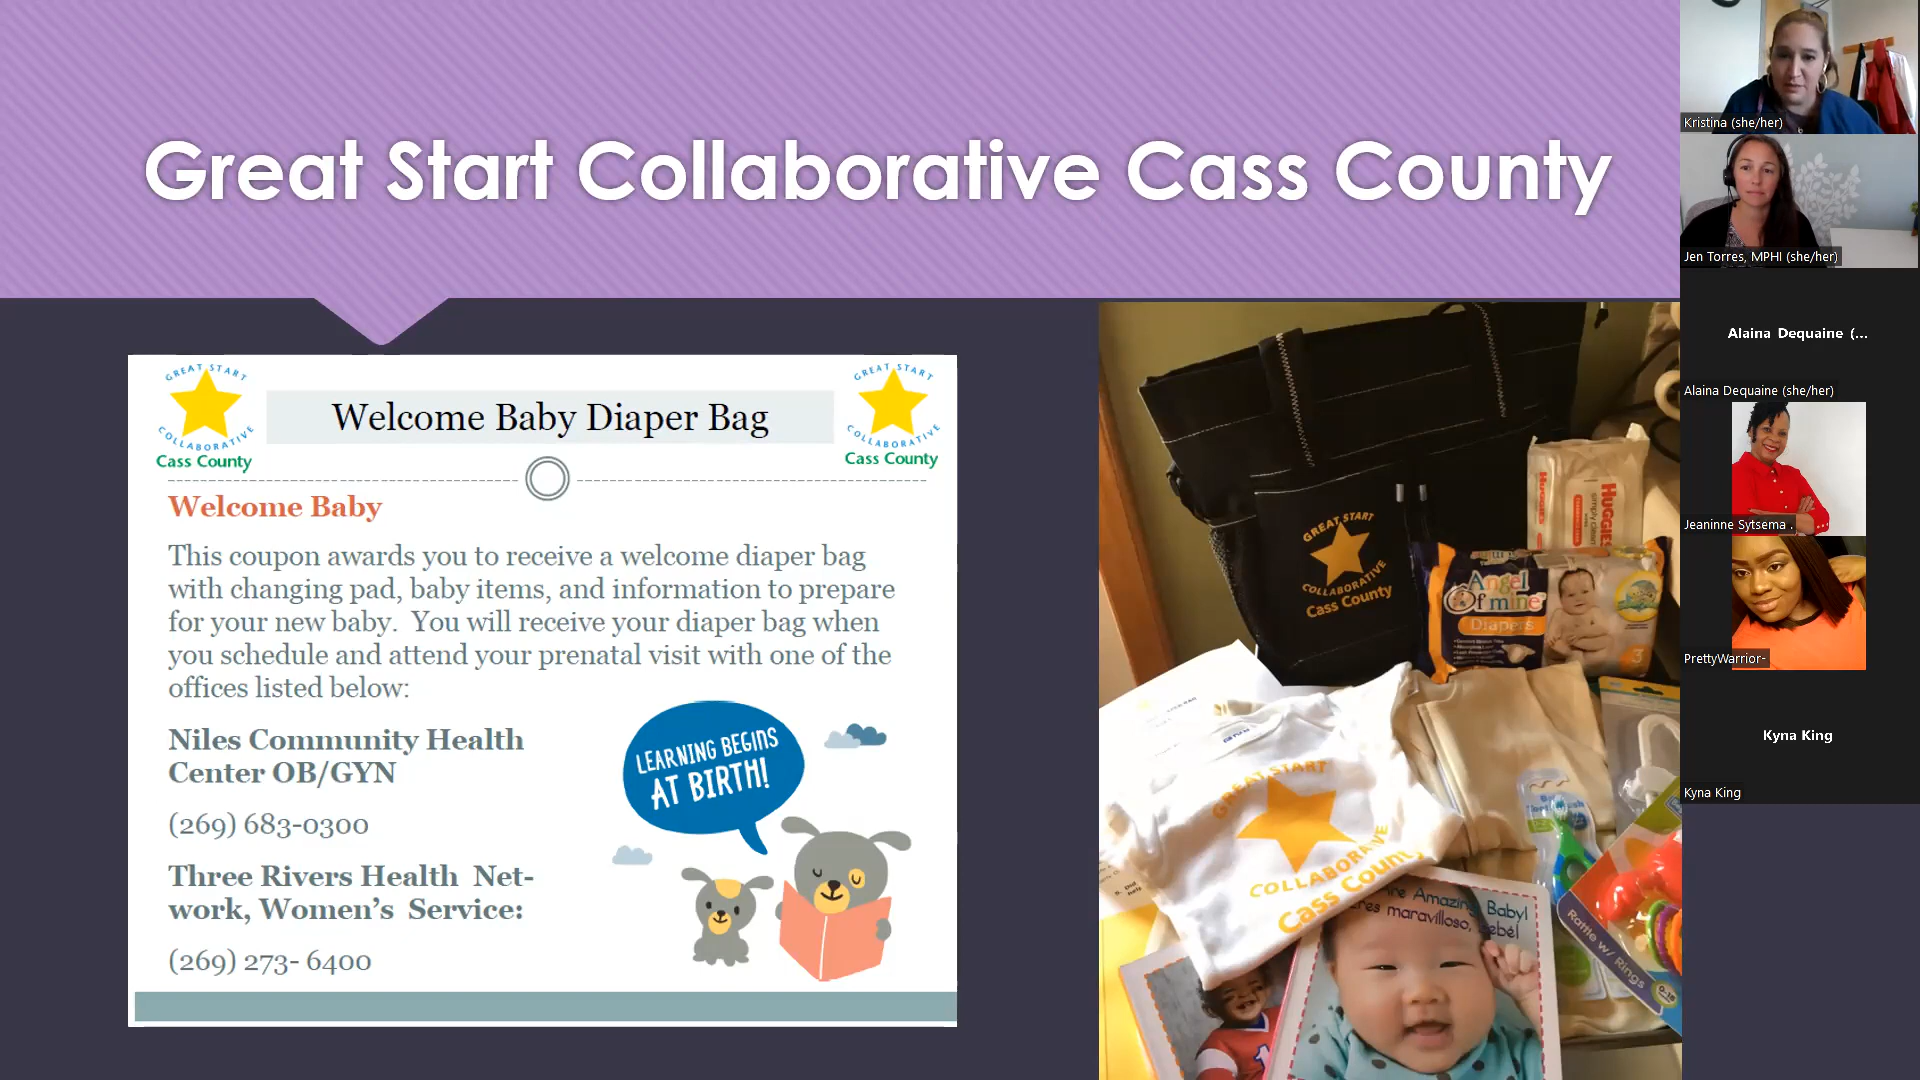 Great Start Collaborative Cass County
GREAT START
COLLABORATIVE
Cass County
Welcome Baby Diaper Bag
GREAT START
COLLABORATIVE
Cass County
Welcome Baby
This coupon awards you to receive a welcome diaper bag
with changing pad, baby items, and information to prepare
for your new baby.  You will receive your diaper bag when
you schedule and attend your prenatal visit with one of the
offices listed below:
Niles Community Health
Center OB/GYN
(269) 683-0300
Three Rivers Health  Net-
work, Women's  Service:
(269) 273- 6400
LEARNING BEGINS
AT BIRTH!
GREAT START
COLLABORATIVE
Cass County
HUGGIES
simply clean
HUGGIES
Angel
Of mine
Diapers
3
GREAT START
COLLABORATIVE
Cass County
Amazing Baby!
maravilloso,
Rattle w/ Rings
Kristina (she/her)
Jen Torres, MPHI (she/her)
Alaina Dequaine (...
Alaina Dequaine (she/her)
Jeaninne Sytsema .
PrettyWarrior-
Kyna King
Kyna King